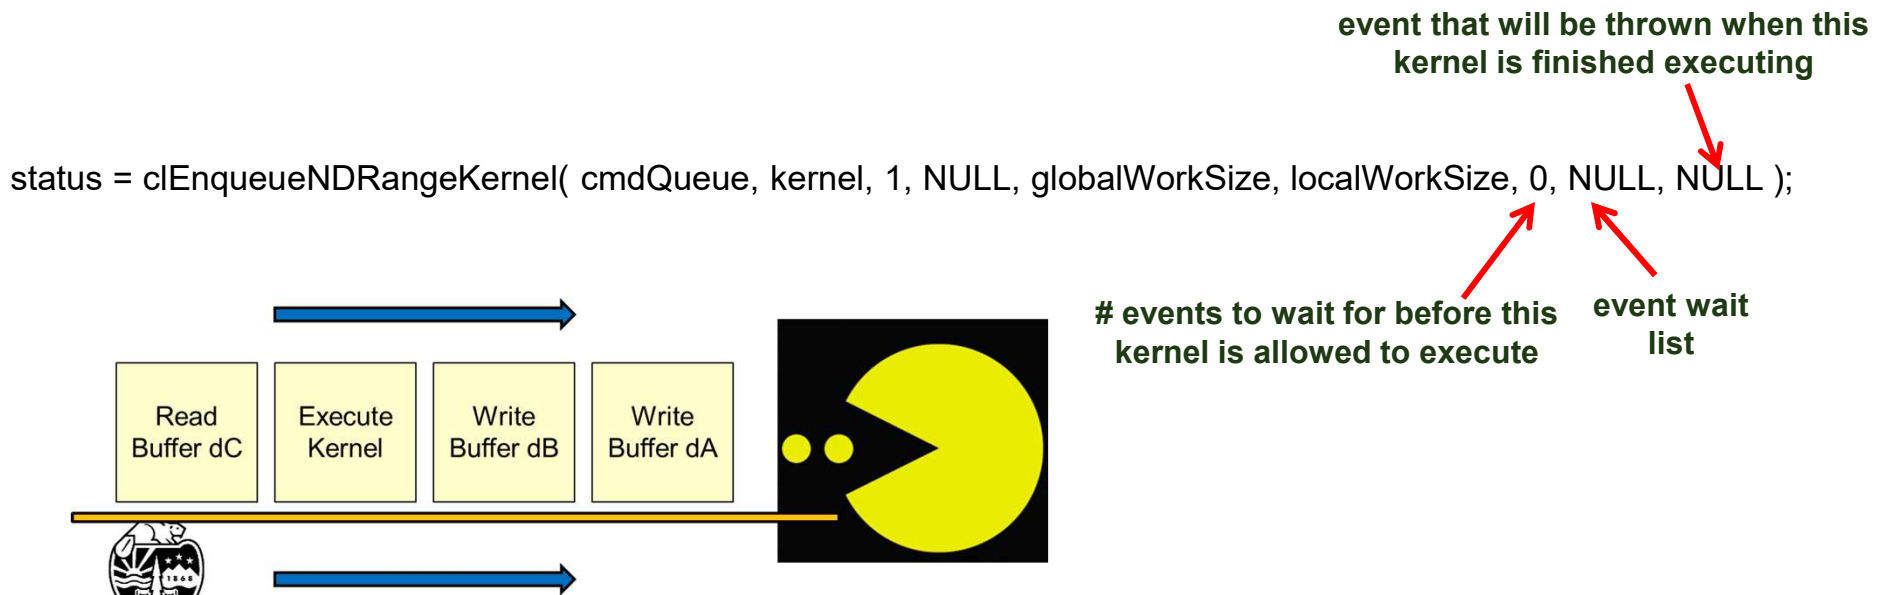 event that will be thrown when this
kernel is finished executing
status = clEnqueueNDRangeKernel( cmdQueue, kernel, 1, NULL, globalWorkSize, localWorkSize, 0, NULL, NULL );
# events to wait for before this
kernel is allowed to execute
event wait
list
Read
Buffer dC
Execute
Kernel
Write
Buffer dB
Write
Buffer dA
1868